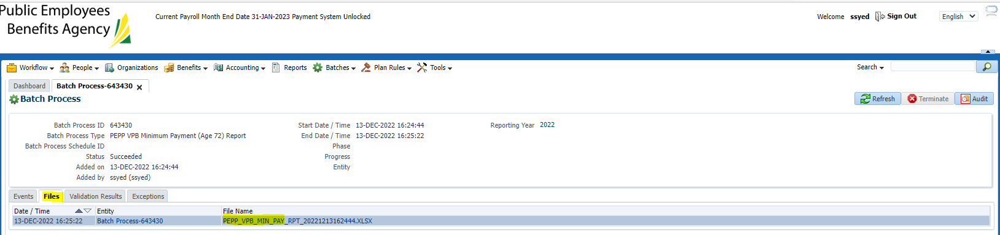 Public Employees
Benefits Agency
Current Payroll Month End Date 31-JAN-2023 Payment System Unlocked
Welcome ssyed Sign Out English
Workflow People Organizations Benefits Accounting Reports Batches Plan Rules Tools Search
Dashboard Batch Process-643430
Batch Process
Refresh Terminate Audit
Batch Process ID 643430 Start Date / Time 13-DEC-2022 16:24:44 Reporting Year 2022
Batch Process Type PEPP VPB Minimum Payment (Age 72) Report End Date / Time 13-DEC-2022 16:25:22
Batch Process Schedule ID Phase
Status Succeeded Progress
Added on 13-DEC-2022 16:24:44 Entity
Added by ssyed (ssyed)
Events Files Validation Results Exceptions
Date / Time Entity File Name
13-DEC-2022 16:25:22 Batch Process-643430 PEPP_VPB_MIN_PAY_RPT_20221213162444.XLSX